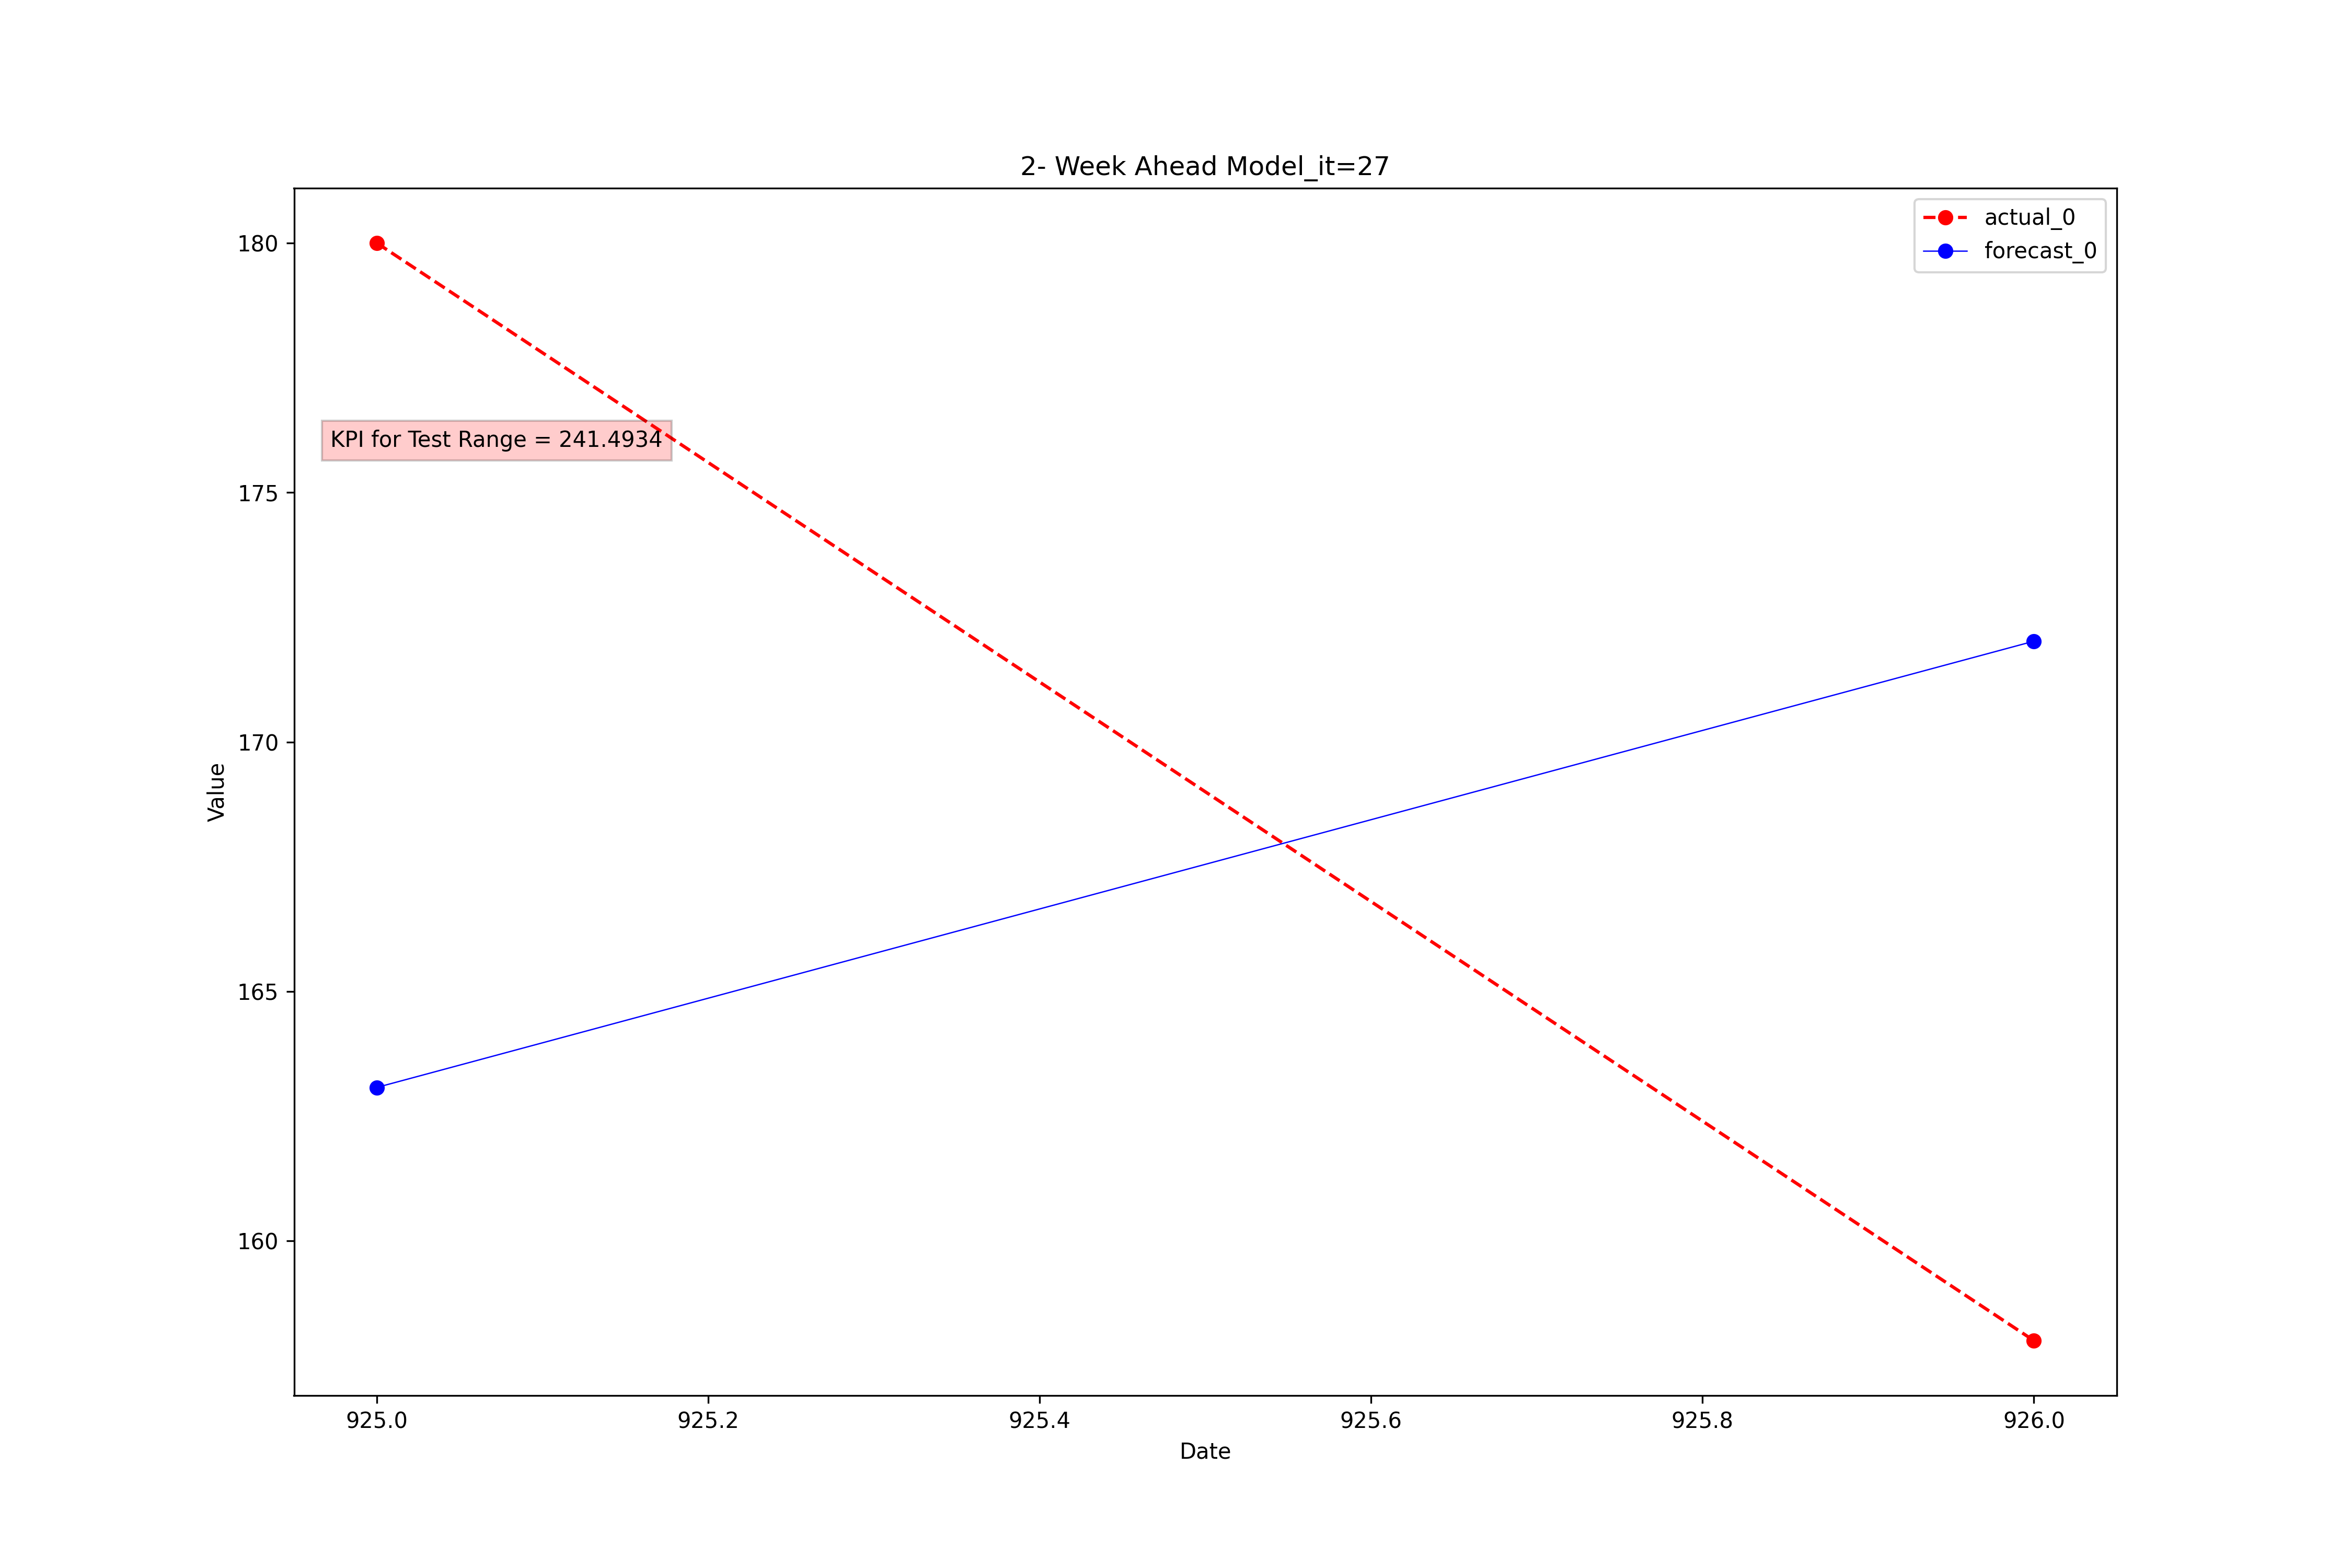 2- Week Ahead Model_it=27
actual_0
forecast_0
KPI for Test Range = 241.4934
Value
180
175
170
165
160
925.0 925.2 925.4 925.6 925.8 926.0
Date